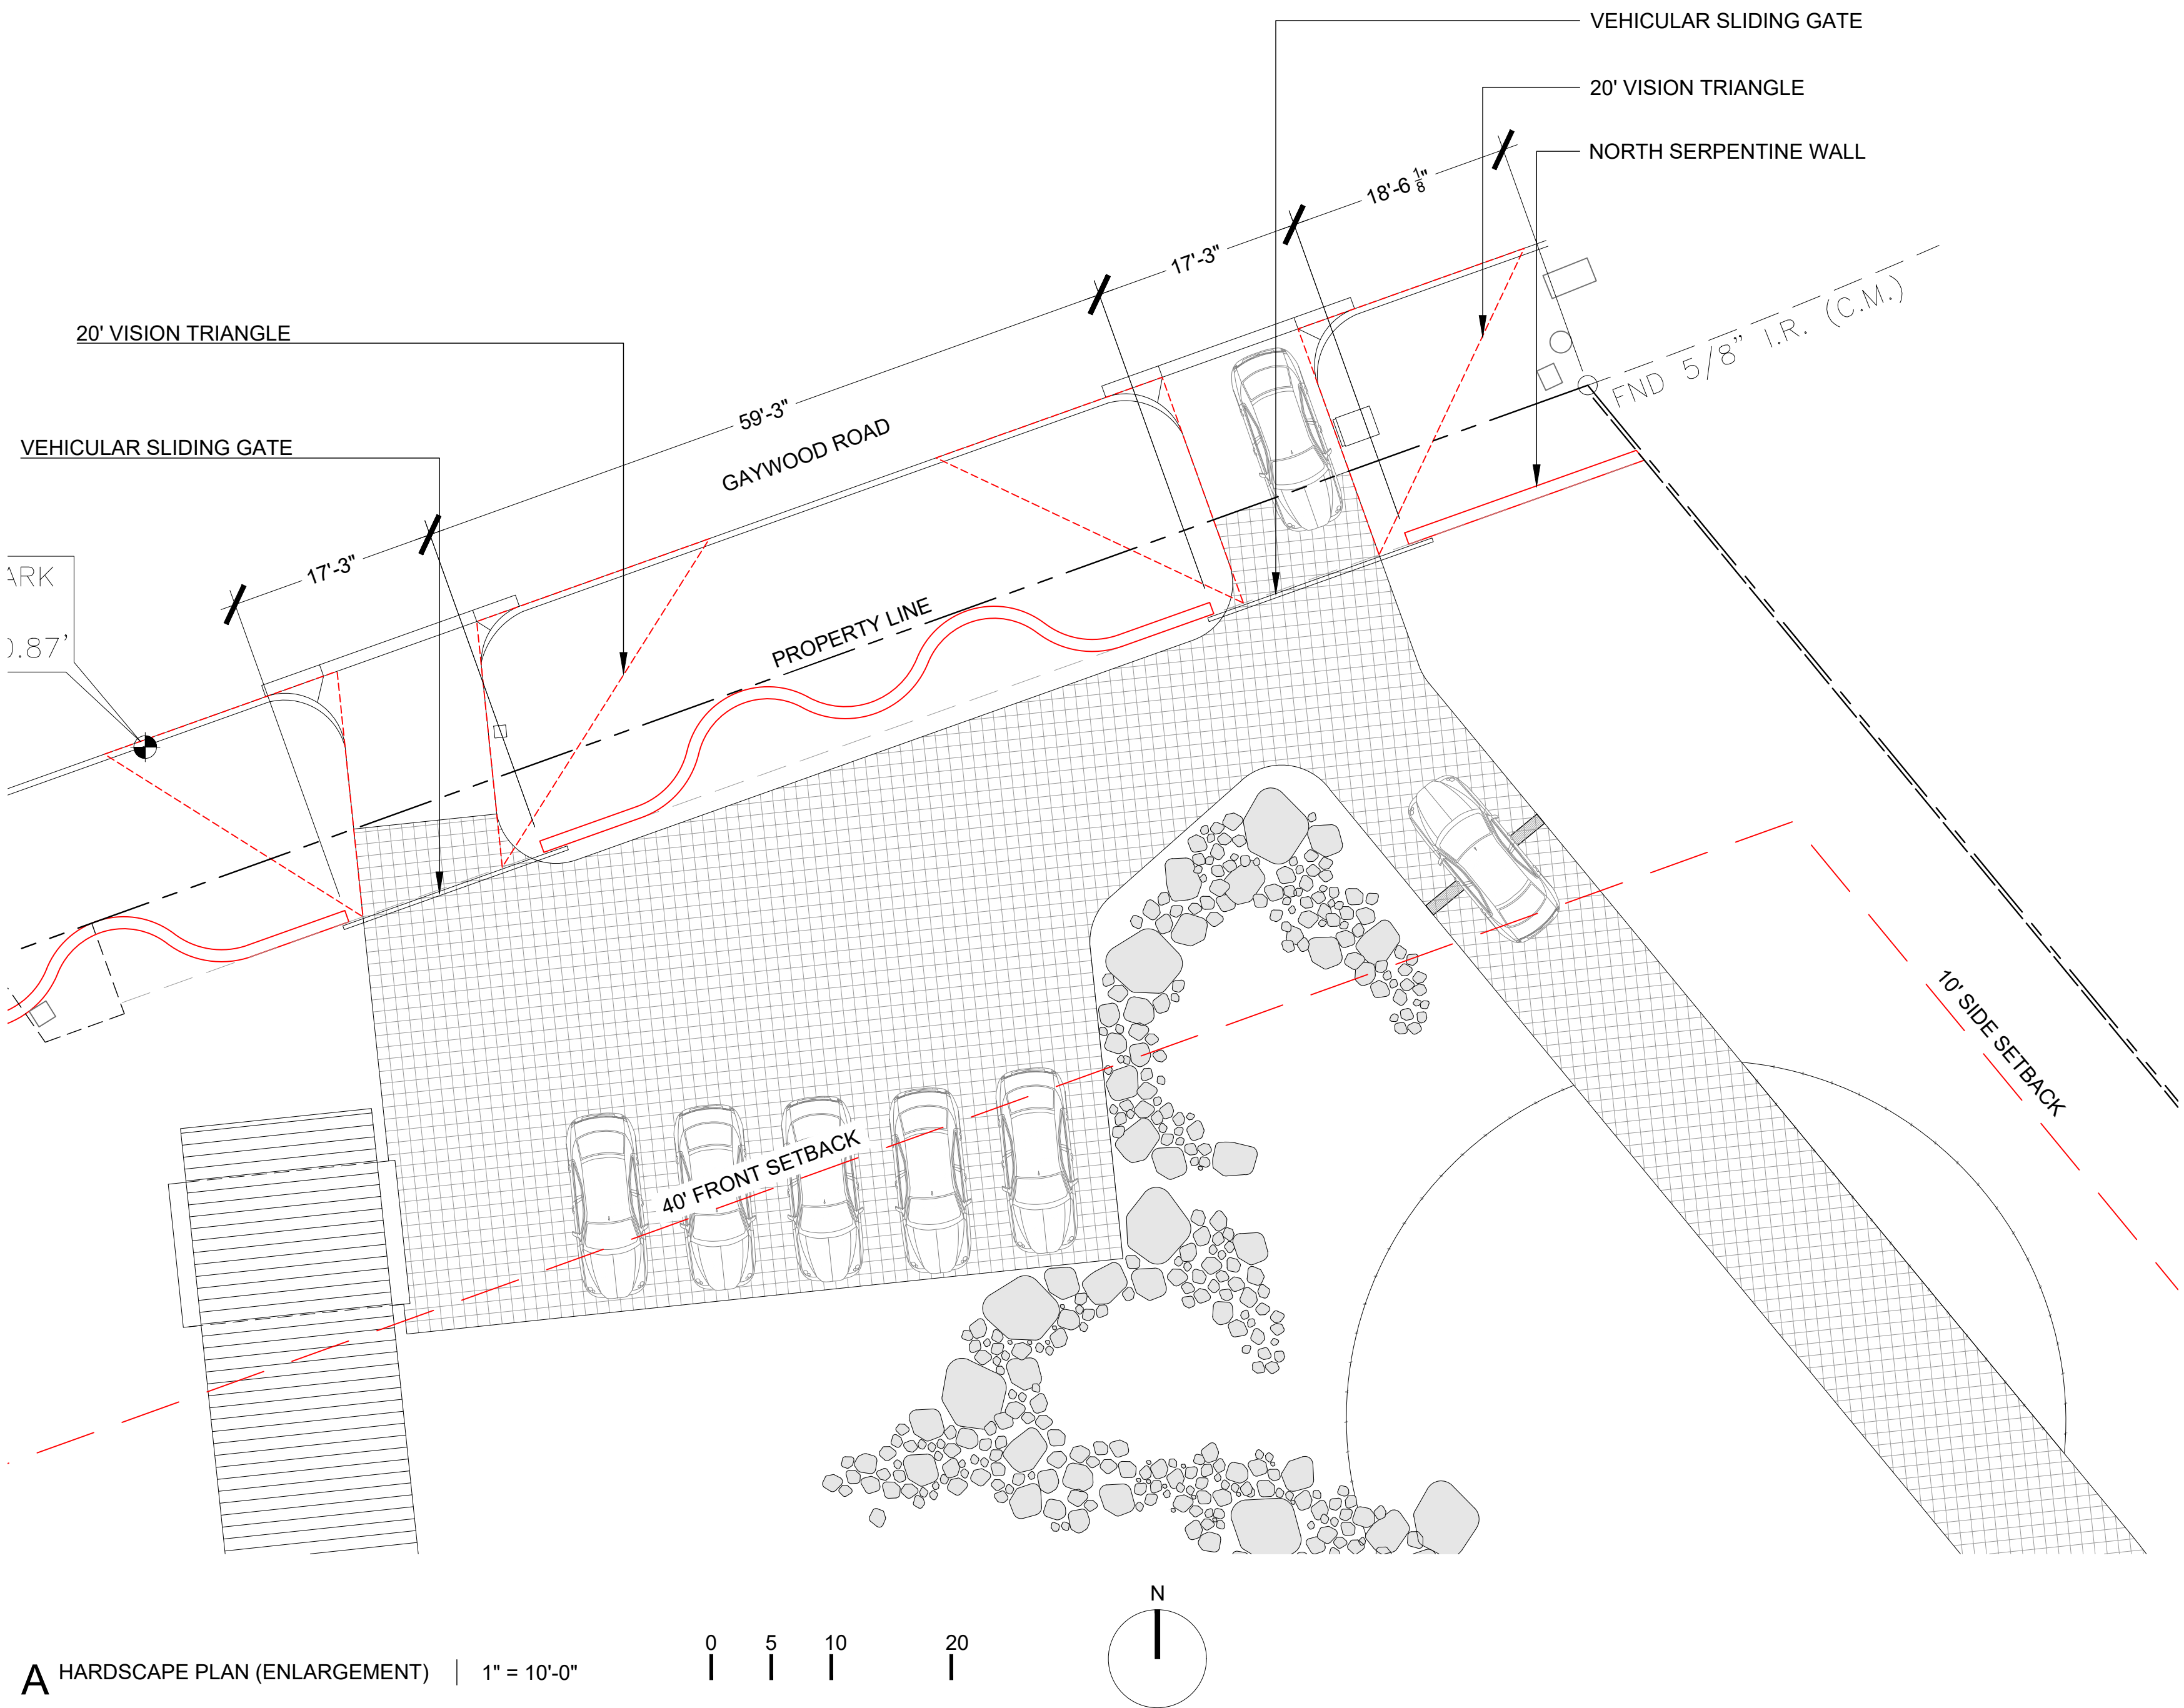 VEHICULAR SLIDING GATE
20' VISION TRIANGLE
NORTH SERPENTINE WALL
18'-6 1/8"
17'-3"
FND 5/8" I.R. (C.M.)
20' VISION TRIANGLE
59'-3"
GAYWOOD ROAD
VEHICULAR SLIDING GATE
17'-3"
ARK
0.87'
PROPERTY LINE
10' SIDE SETBACK
40' FRONT SETBACK
N
0 5 10 20
A HARDSCAPE PLAN (ENLARGEMENT) 1" = 10'-0"